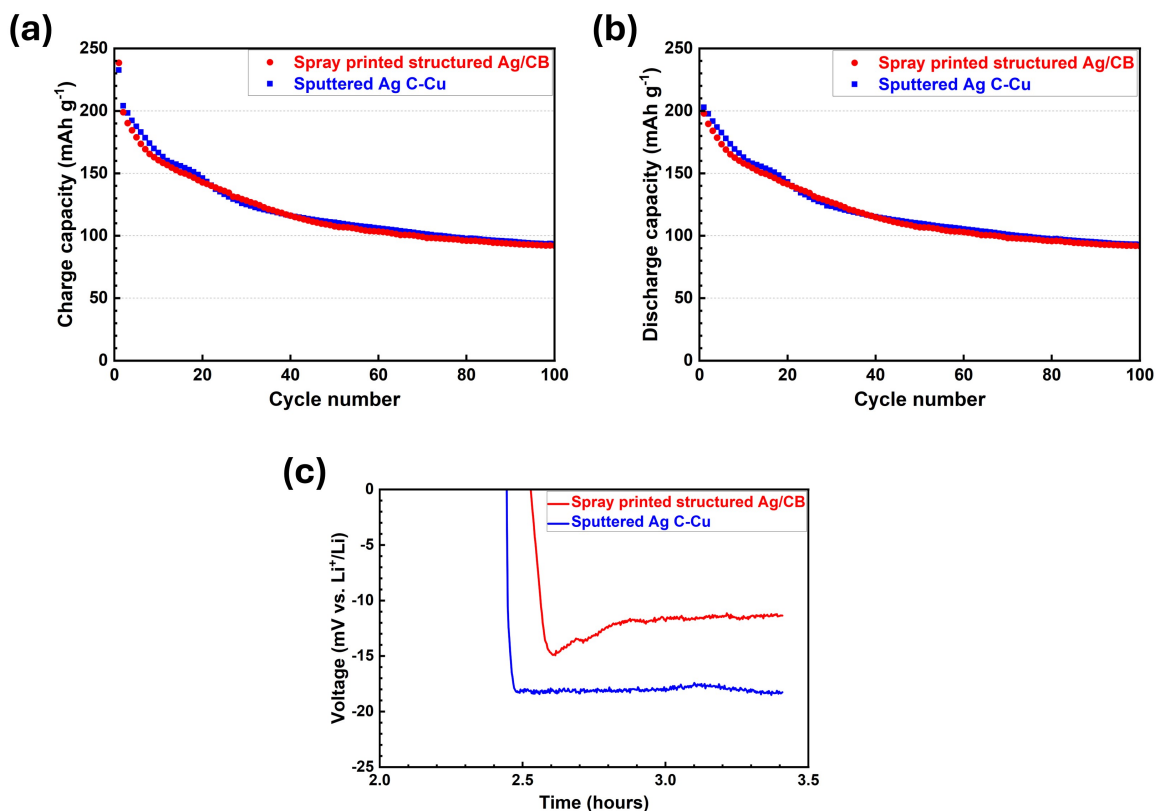 (a)
250
200
150
100
50
0
Charge capacity (mAh g⁻¹)
Spray printed structured Ag/CB
Sputtered Ag C-Cu
0 20 40 60 80 100
Cycle number
(b)
250
200
150
100
50
0
Discharge capacity (mAh g⁻¹)
Spray printed structured Ag/CB
Sputtered Ag C-Cu
0 20 40 60 80 100
Cycle number
(c)
0
-5
-10
-15
-20
-25
Voltage (mV vs. Li⁺/Li)
Spray printed structured Ag/CB
Sputtered Ag C-Cu
2.0 2.5 3.0 3.5
Time (hours)